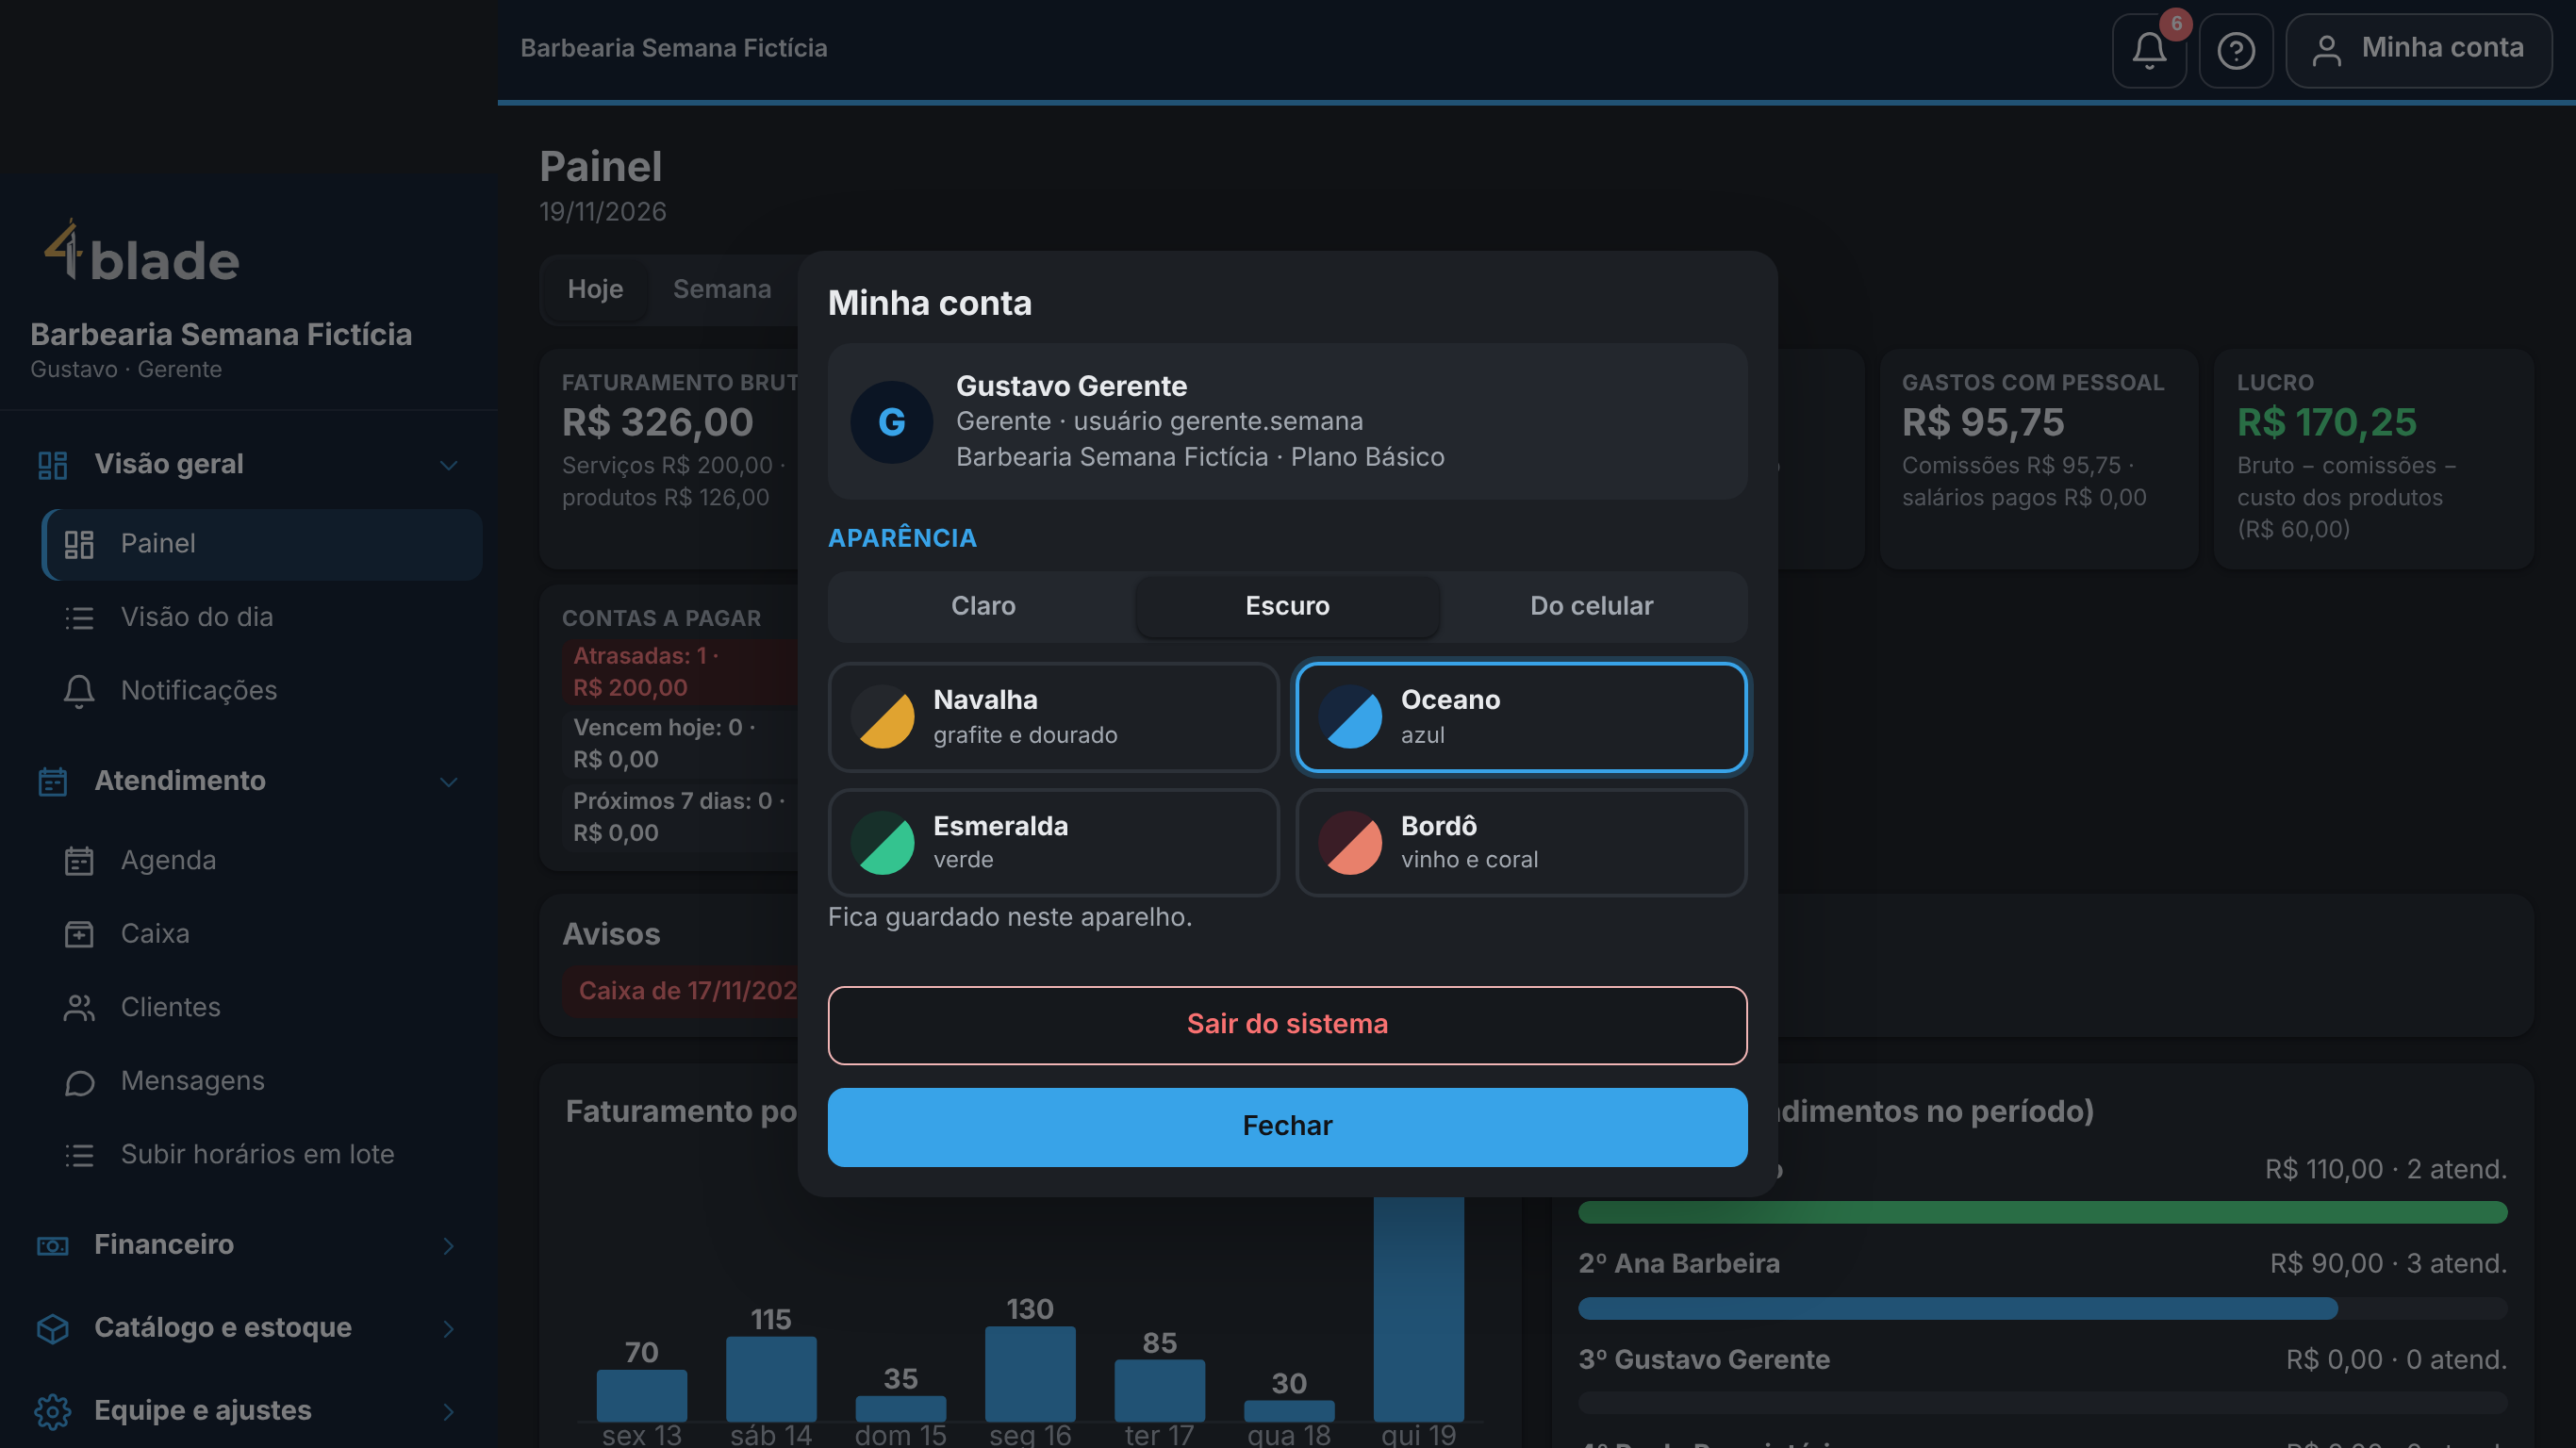 Barbearia Semana Fictícia
6
Minha conta
4blade
Barbearia Semana Fictícia
Gustavo · Gerente
Visão geral
Painel
Visão do dia
Notificações
Atendimento
Agenda
Caixa
Clientes
Mensagens
Subir horários em lote
Financeiro
Catálogo e estoque
Equipe e ajustes
Painel
19/11/2026
Hoje
Semana
FATURAMENTO BRUT
R$ 326,00
Serviços R$ 200,00 ·
produtos R$ 126,00
GASTOS COM PESSOAL
R$ 95,75
Comissões R$ 95,75 ·
salários pagos R$ 0,00
LUCRO
R$ 170,25
Bruto – comissões –
custo dos produtos
(R$ 60,00)
CONTAS A PAGAR
Atrasadas: 1 ·
R$ 200,00
Vencem hoje: 0 ·
R$ 0,00
Próximos 7 dias: 0 ·
R$ 0,00
Avisos
Caixa de 17/11/202
Minha conta
G
Gustavo Gerente
Gerente · usuário gerente.semana
Barbearia Semana Fictícia · Plano Básico
APARÊNCIA
Claro
Escuro
Do celular
Navalha
grafite e dourado
Oceano
azul
Esmeralda
verde
Bordô
vinho e coral
Fica guardado neste aparelho.
Sair do sistema
Fechar
Faturamento po
70
115
35
130
85
30
sex 13
sáb 14
dom 15
seg 16
ter 17
qua 18
qui 19
dimentos no período)
R$ 110,00 · 2 atend.
2º Ana Barbeira
R$ 90,00 · 3 atend.
3º Gustavo Gerente
R$ 0,00 · 0 atend.